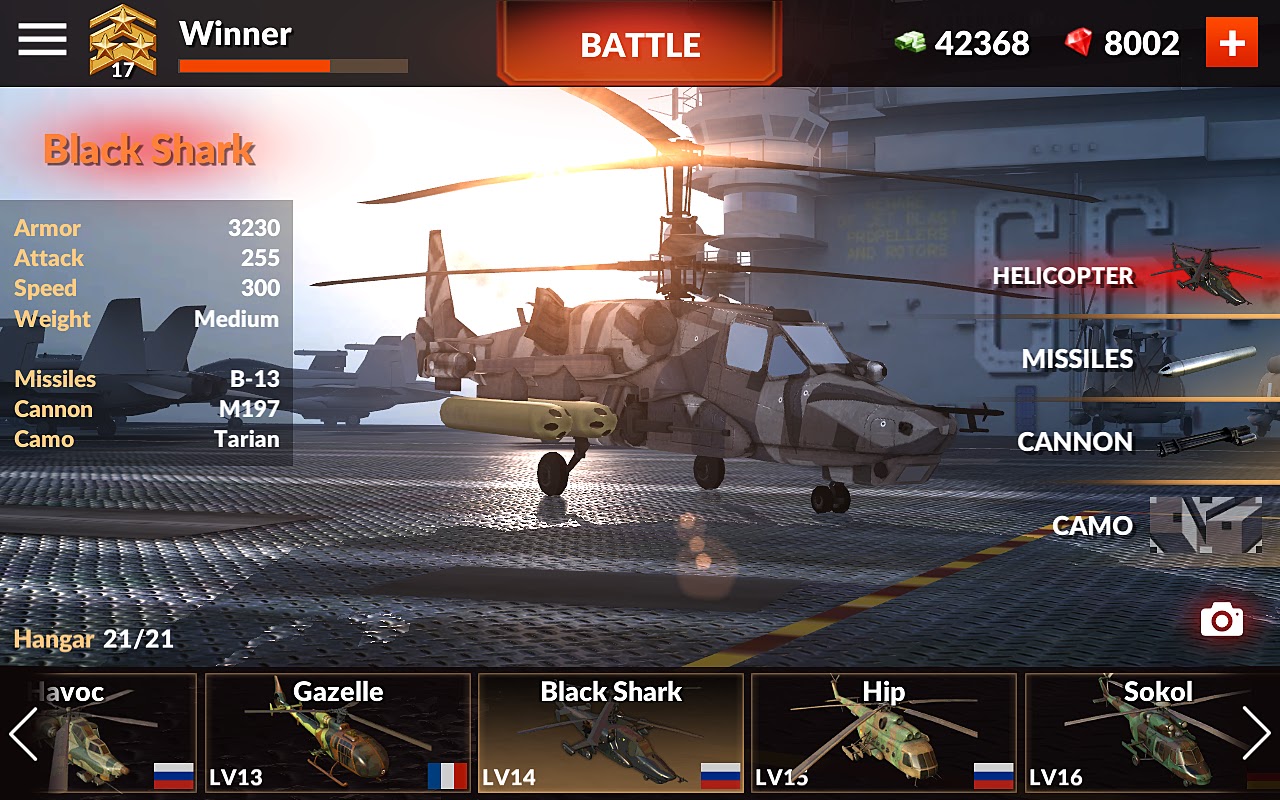 Winner
17
BATTLE
42368
8002
+
Black Shark
Armor 3230
Attack 255
Speed 300
Weight Medium
Missiles B-13
Cannon M197
Camo Tarian
BEWARE
JET BLAST
PROPELLERS
AND ROTORS
66
HELICOPTER
MISSILES
CANNON
CAMO
Hangar 21/21
Havoc
Gazelle
LV13
Black Shark
LV14
Hip
LV15
Sokol
LV16